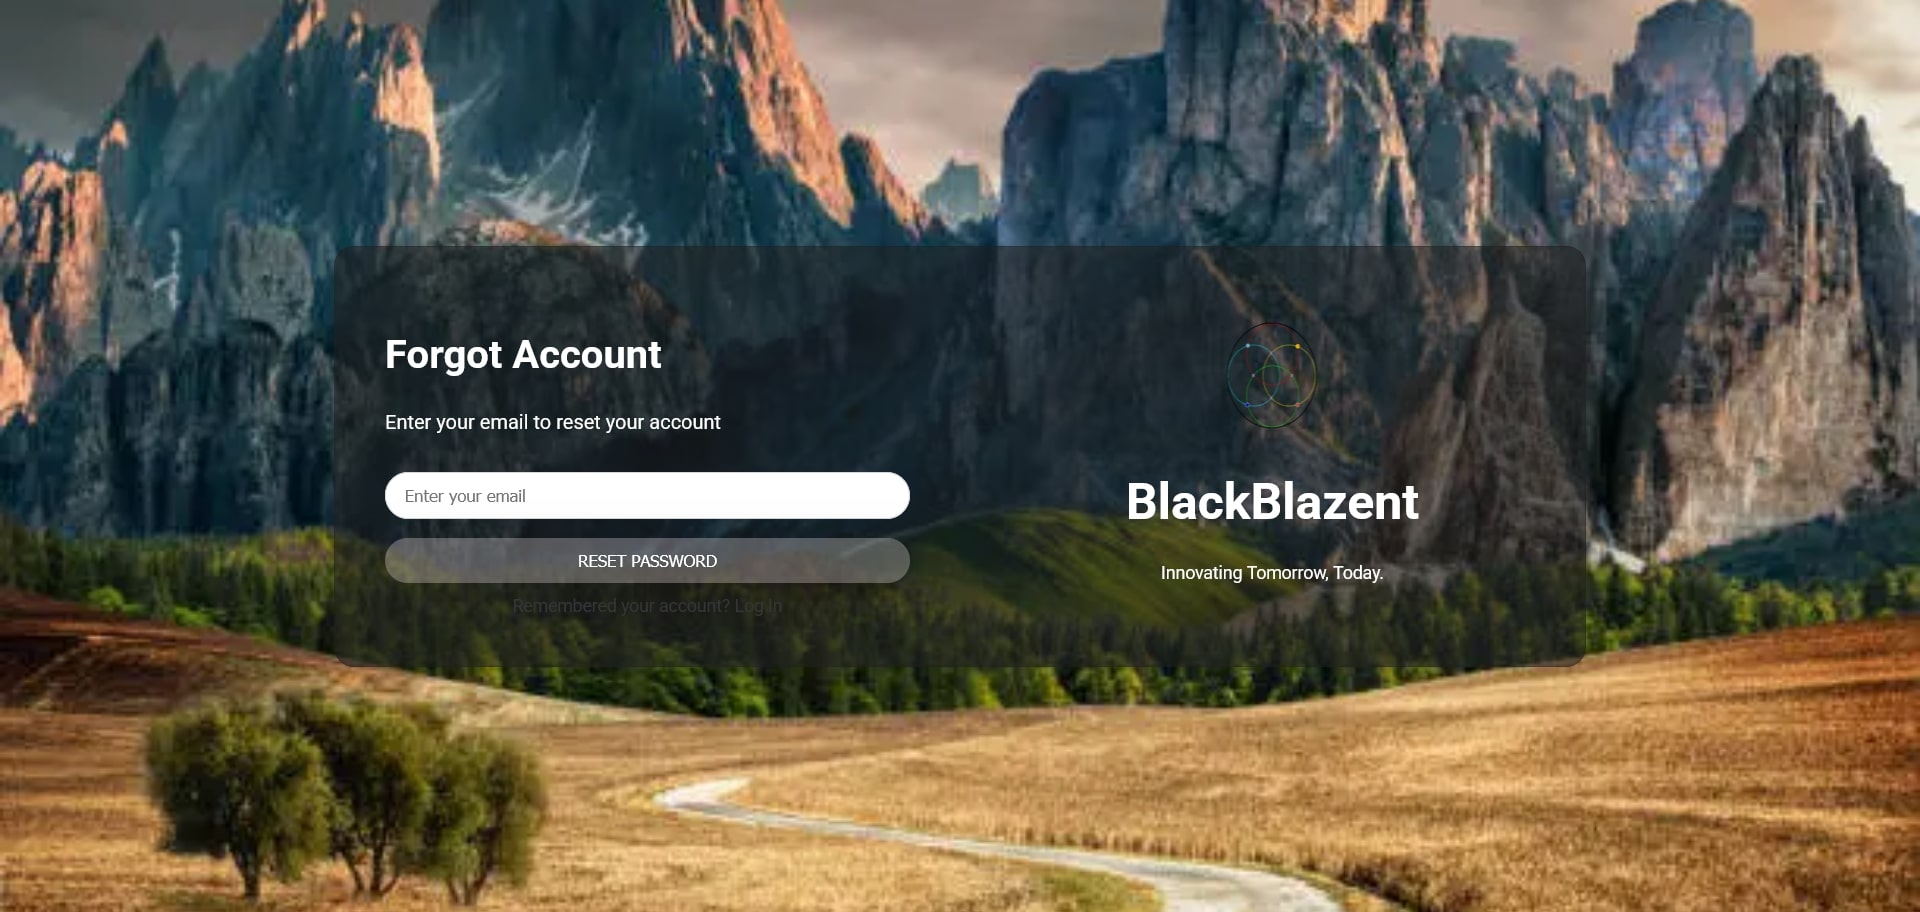 Forgot Account
Enter your email to reset your account
Enter your email
RESET PASSWORD
Remembered your account? Log In
BlackBlazent
Innovating Tomorrow, Today.